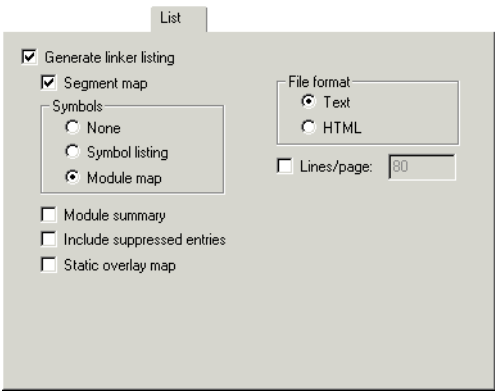 List
Generate linker listing
Segment map
Symbols
None
Symbol listing
Module map
Module summary
Include suppressed entries
Static overlay map
File format
Text
HTML
Lines/page: 80